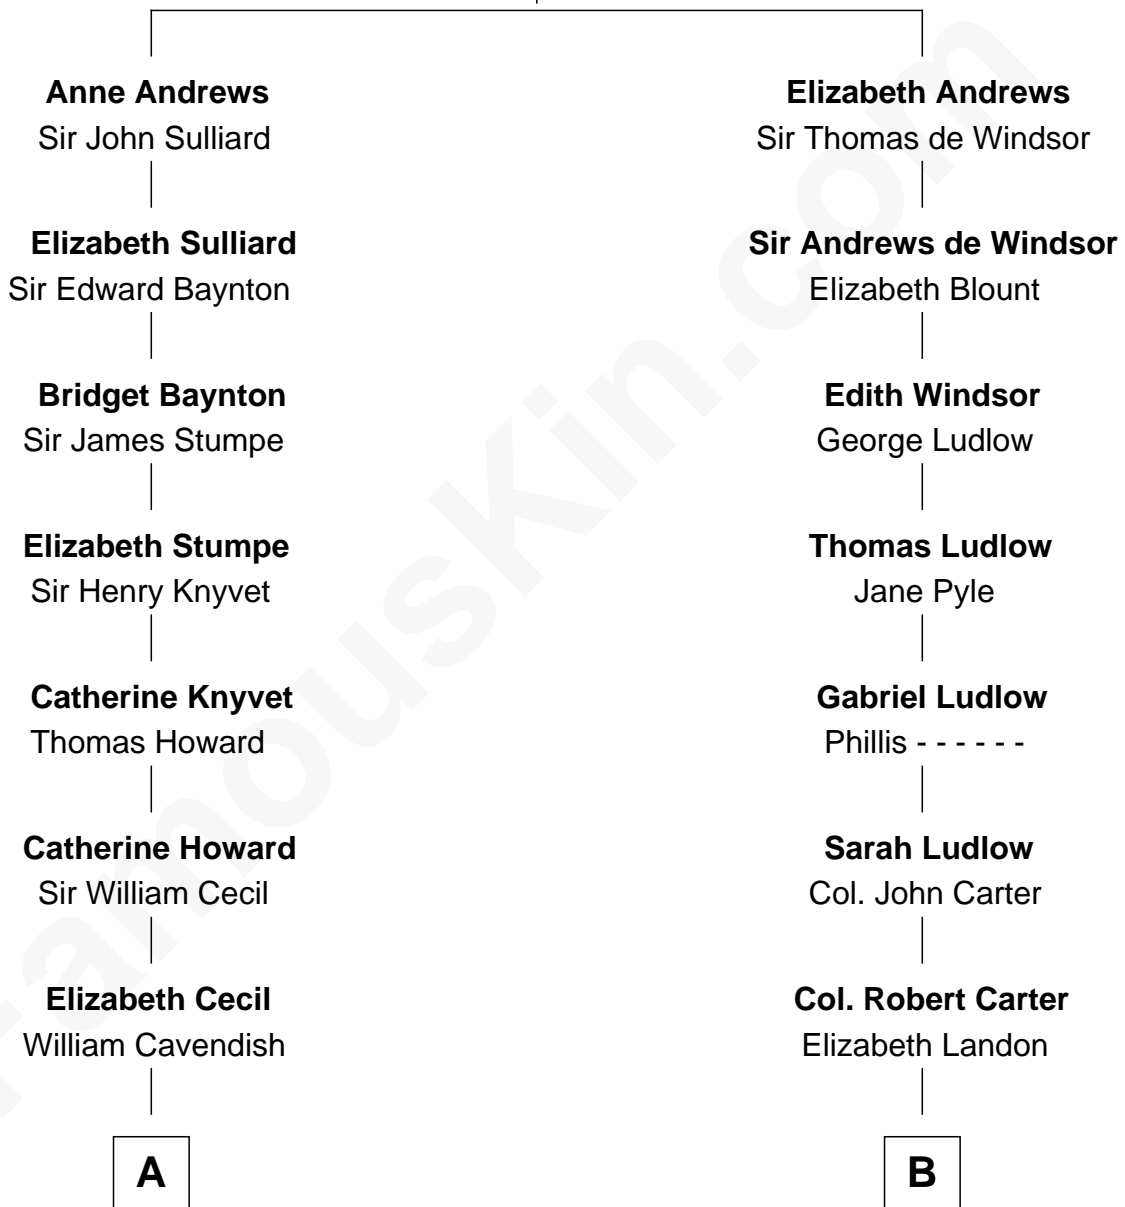 Anne Andrews
Sir John Sulliard
Elizabeth Sulliard
Sir Edward Baynton
Bridget Baynton
Sir James Stumpe
Elizabeth Stumpe
Sir Henry Knyvet
Catherine Knyvet
Thomas Howard
Catherine Howard
Sir William Cecil
Elizabeth Cecil
William Cavendish
A
Elizabeth Andrews
Sir Thomas de Windsor
Sir Andrews de Windsor
Elizabeth Blount
Edith Windsor
George Ludlow
Thomas Ludlow
Jane Pyle
Gabriel Ludlow
Phillis - - - - - -
Sarah Ludlow
Col. John Carter
Col. Robert Carter
Elizabeth Landon
B
FamousKin.com